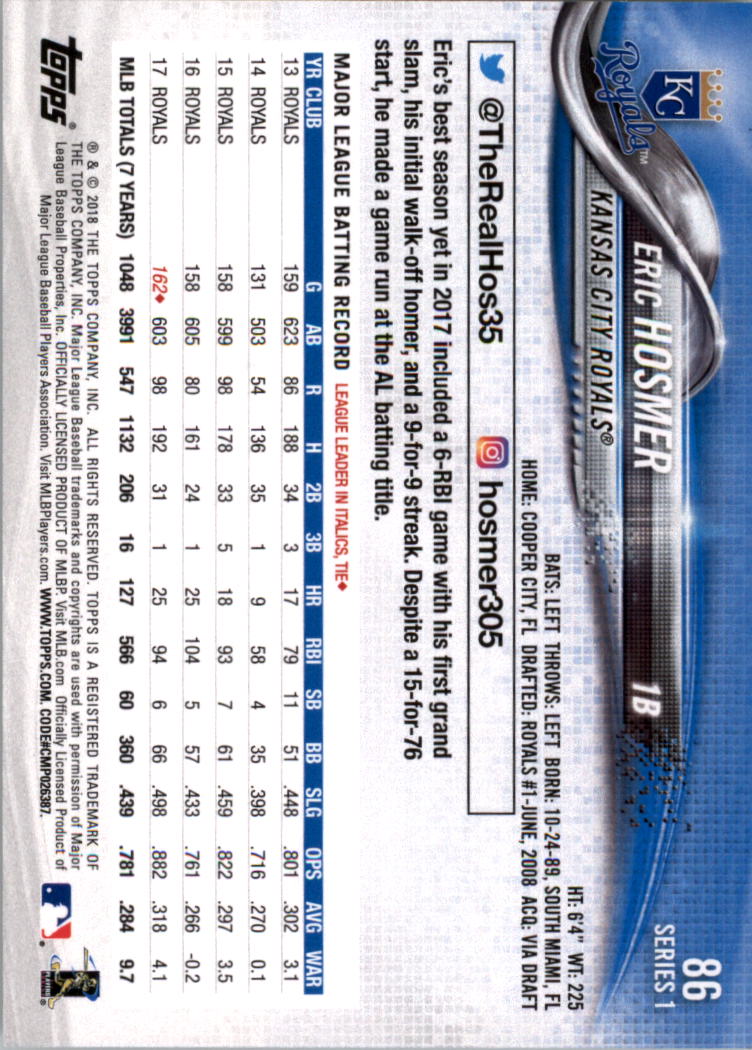 86
SERIES 1
KC
Royals™
ERIC HOSMER 1B
KANSAS CITY ROYALS®
HT: 6'4" WT: 225
BATS: LEFT THROWS: LEFT BORN: 10-24-89, SOUTH MIAMI, FL
HOME: COOPER CITY, FL DRAFTED: ROYALS #1-JUNE, 2008 ACQ: VIA DRAFT
@TheRealHos35 hosmer305
Eric's best season yet in 2017 included a 6-RBI game with his first grand
slam, his initial walk-off homer, and a 9-for-9 streak. Despite a 15-for-76
start, he made a game run at the AL batting title.
MAJOR LEAGUE BATTING RECORD LEAGUE LEADER IN ITALICS, TIE♦
YR CLUB G AB R H 2B 3B HR RBI SB BB SLG OPS AVG WAR
13 ROYALS 159 623 86 188 34 3 17 79 11 51 .448 .801 .302 3.1
14 ROYALS 131 503 54 136 35 1 9 58 4 35 .398 .716 .270 0.1
15 ROYALS 158 599 98 178 33 5 18 93 7 61 .459 .822 .297 3.5
16 ROYALS 158 605 80 161 24 1 25 104 5 57 .433 .761 .266 -0.2
17 ROYALS 162♦ 603 98 192 31 1 25 94 6 66 .498 .882 .318 4.1
MLB TOTALS (7 YEARS) 1048 3991 547 1132 206 16 127 566 60 360 .439 .781 .284 9.7
Topps®
® & © 2018 THE TOPPS COMPANY, INC. ALL RIGHTS RESERVED. TOPPS IS A REGISTERED TRADEMARK OF
THE TOPPS COMPANY, INC. Major League Baseball trademarks and copyrights are used with permission of Major
League Baseball Properties, Inc. OFFICIALLY LICENSED PRODUCT OF MLBP. Visit MLB.com Officially Licensed Product of
Major League Baseball Players Association. Visit MLBPlayers.com. WWW.TOPPS.COM. CODE#CMP026387.
PLAYERS